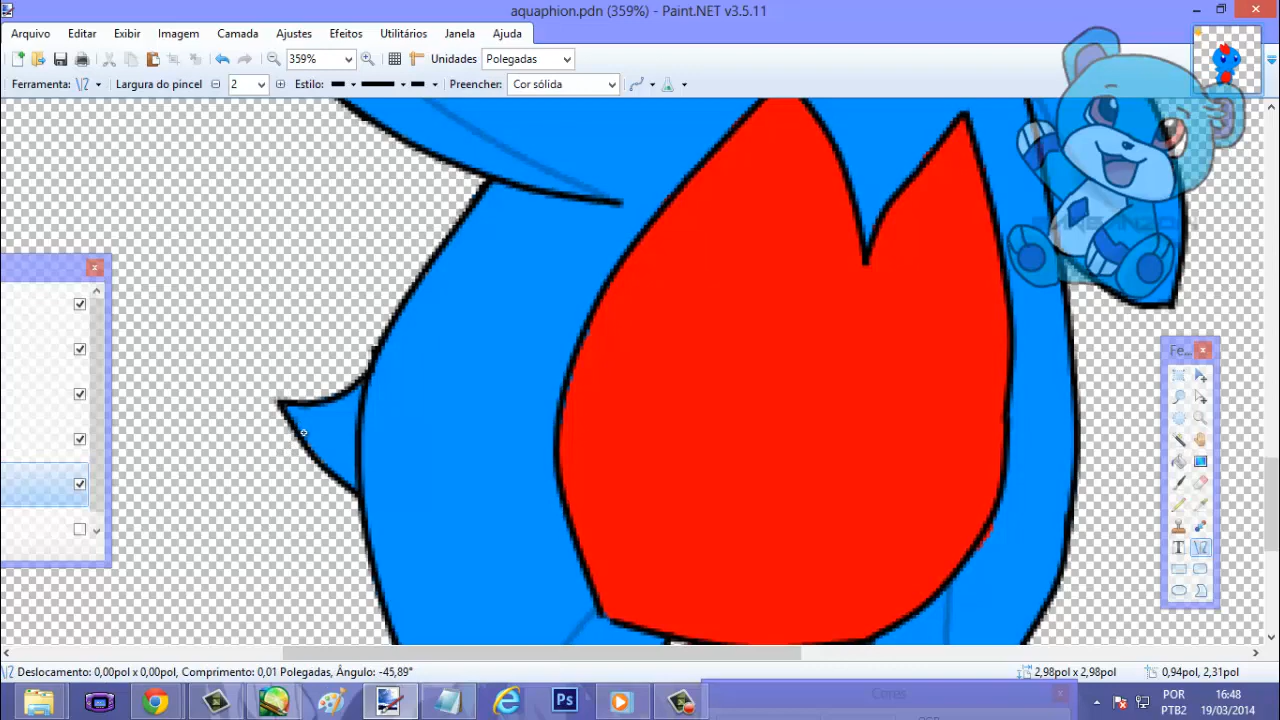 aquaphion.pdn (359%) - Paint.NET v3.5.11
Arquivo Editar Exibir Imagem Camada Ajustes Efeitos Utilitários Janela Ajuda
359% Unidades Polegadas
Ferramenta: Largura do pincel 2 Estilo: Preencher: Cor sólida
Fe...
T
Deslocamento: 0,00pol x 0,00pol, Comprimento: 0,01 Polegadas, Ângulo: -45,89° 2,98pol x 2,98pol 0,94pol, 2,31pol
Cores
Ps
POR 16:48
PTB2 19/03/2014